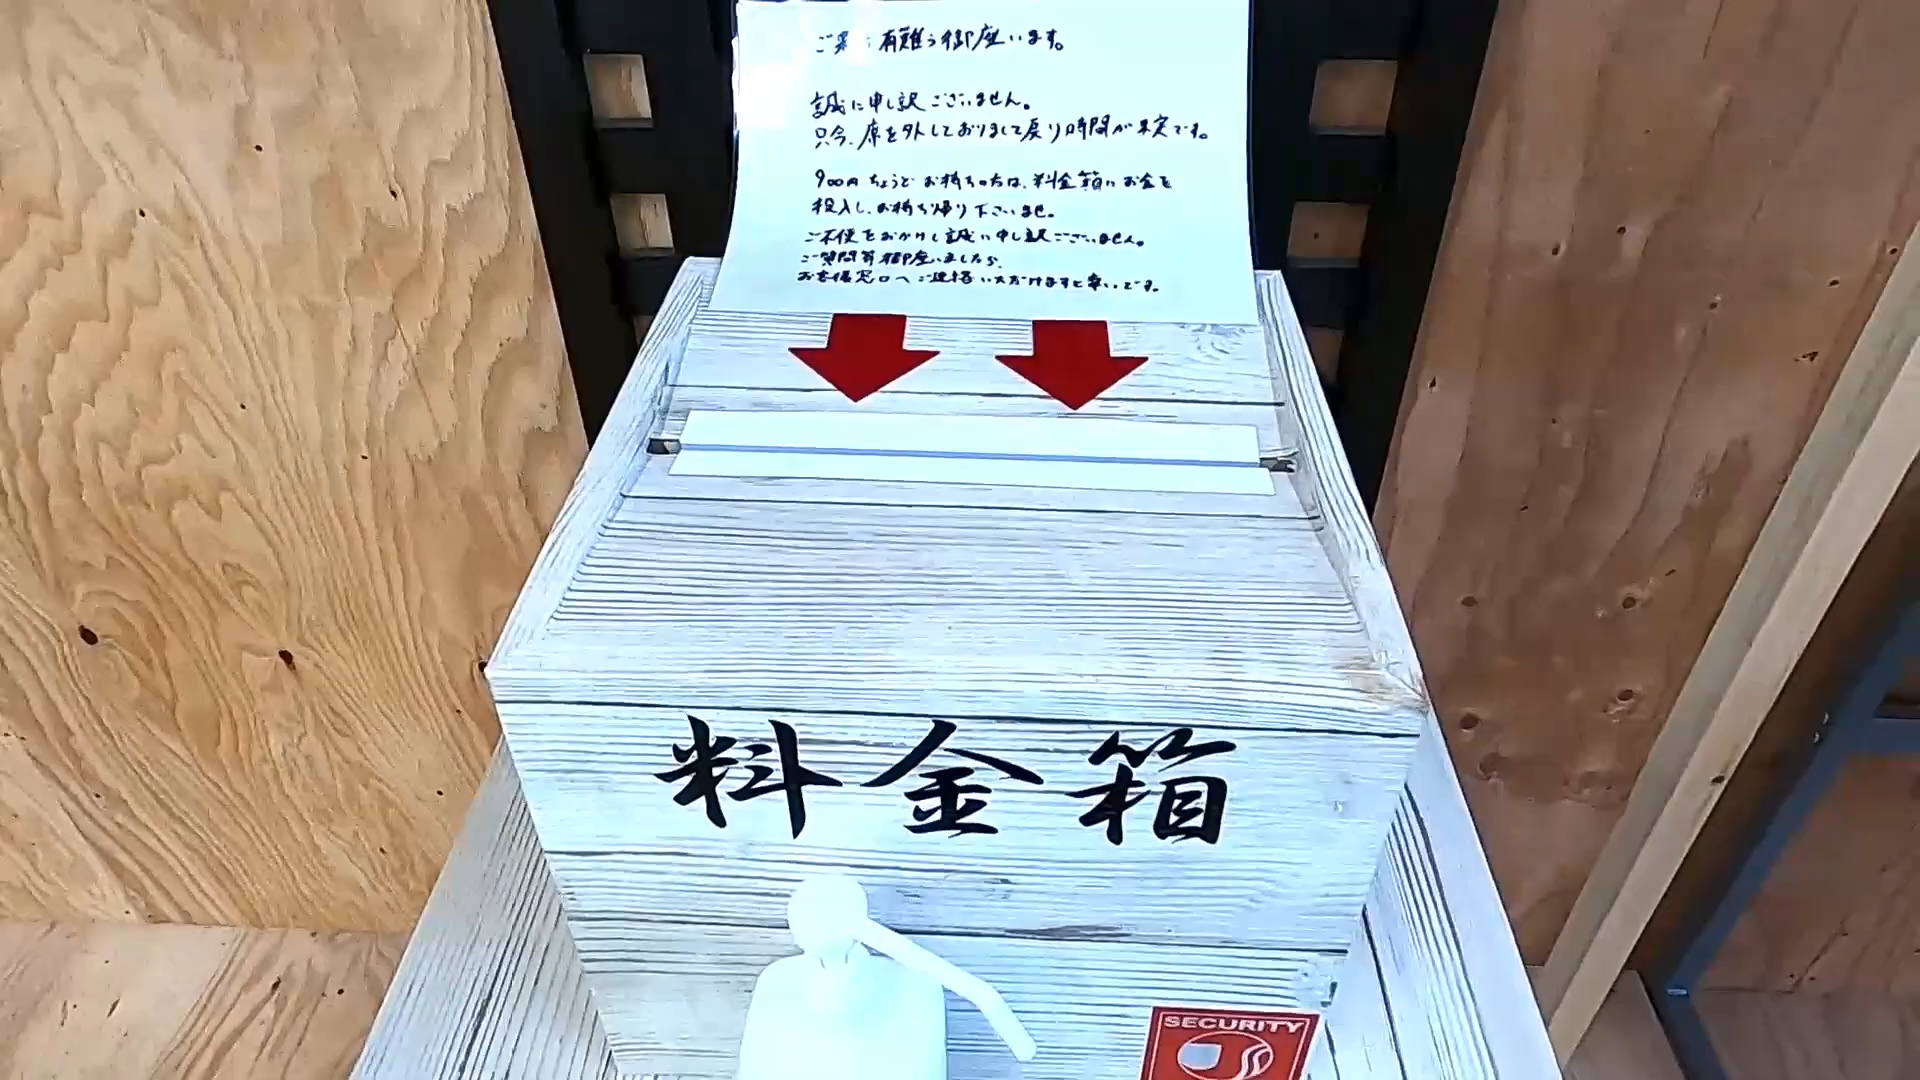 ご来 有難う御座います。
誠に申し訳ございません。
只今、席を外しておりまして戻り時間が未定です。
900円ちょうどお持ちの方は、料金箱にお金を
投入し、お持ち帰り下さいませ。
ご不便をおかけし誠に申し訳ございません。
ご質問等御座いましたら、
お客様窓口へご連絡いただけますと幸いです。
料金箱
SECURITY